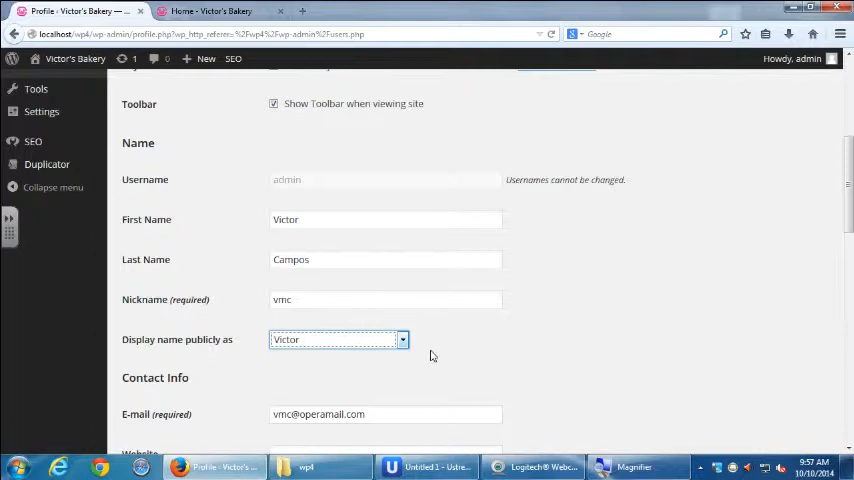 Profile ‹ Victor's Bakery...
Home - Victor's Bakery
localhost/wp4/wp-admin/profile.php?wp_http_referer=%2Fwp4%2Fwp-admin%2Fusers.php
Google
Victor's Bakery 1 0 New SEO Howdy, admin
Tools
Settings
SEO
Duplicator
Collapse menu
Toolbar Show Toolbar when viewing site
Name
Username admin Usernames cannot be changed.
First Name Victor
Last Name Campos
Nickname (required) vmc
Display name publicly as Victor
Contact Info
E-mail (required) vmc@operamail.com
Website
Profile ‹ Victor's ... wp4 Untitled 1 - Ustre... Logitech® Webc... Magnifier
9:57 AM
10/10/2014